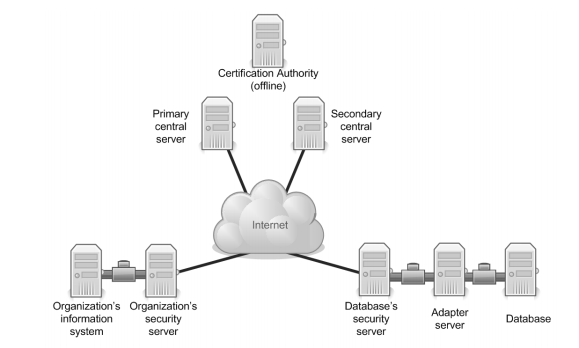 Certification Authority
(offline)
Primary
central
server
Secondary
central
server
Internet
Organization's
information
system
Organization's
security
server
Database's
security
server
Adapter
server
Database